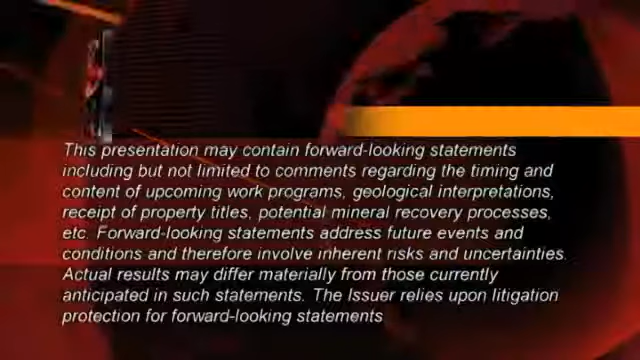 This presentation may contain forward-looking statements
including but not limited to comments regarding the timing and
content of upcoming work programs, geological interpretations,
receipt of property titles, potential mineral recovery processes,
etc. Forward-looking statements address future events and
conditions and therefore involve inherent risks and uncertainties.
Actual results may differ materially from those currently
anticipated in such statements. The Issuer relies upon litigation
protection for forward-looking statements